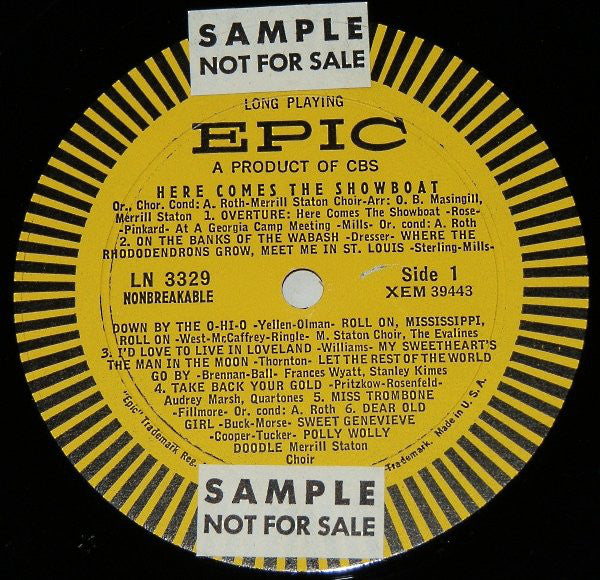 SAMPLE
NOT FOR SALE
LONG PLAYING
EPIC
A PRODUCT OF CBS
HERE COMES THE SHOWBOAT
Or., Chor. Cond: A. Roth-Merrill Staton Choir-Arr: O. B. Masingill,
Merrill Staton 1. OVERTURE: Here Comes The Showboat -Rose-
-Pinkard- At A Georgia Camp Meeting -Mills- Or. cond: A. Roth
2. ON THE BANKS OF THE WABASH -Dresser- WHERE THE
RHODODENDRONS GROW, MEET ME IN ST. LOUIS -Sterling-Mills-
LN 3329
NONBREAKABLE
Side 1
XEM 39443
DOWN BY THE O-HI-O -Yellen-Olman- ROLL ON, MISSISSIPPI,
ROLL ON -West-McCaffrey-Ringle- M. Staton Choir, The Evalines
3. I'D LOVE TO LIVE IN LOVELAND -Williams- MY SWEETHEART'S
THE MAN IN THE MOON -Thornton- LET THE REST OF THE WORLD
GO BY -Brennan-Ball- Frances Wyatt, Stanley Kimes
4. TAKE BACK YOUR GOLD -Pritzkow-Rosenfeld-
Audrey Marsh, Quartones 5. MISS TROMBONE
-Fillmore- Or. cond: A. Roth 6. DEAR OLD
GIRL -Buck-Morse- SWEET GENEVIEVE
-Cooper-Tucker- POLLY WOLLY
DOODLE Merrill Staton
Choir
"Epic" Trademark Reg.
Trademark. Made in U.S.A.
SAMPLE
NOT FOR SALE